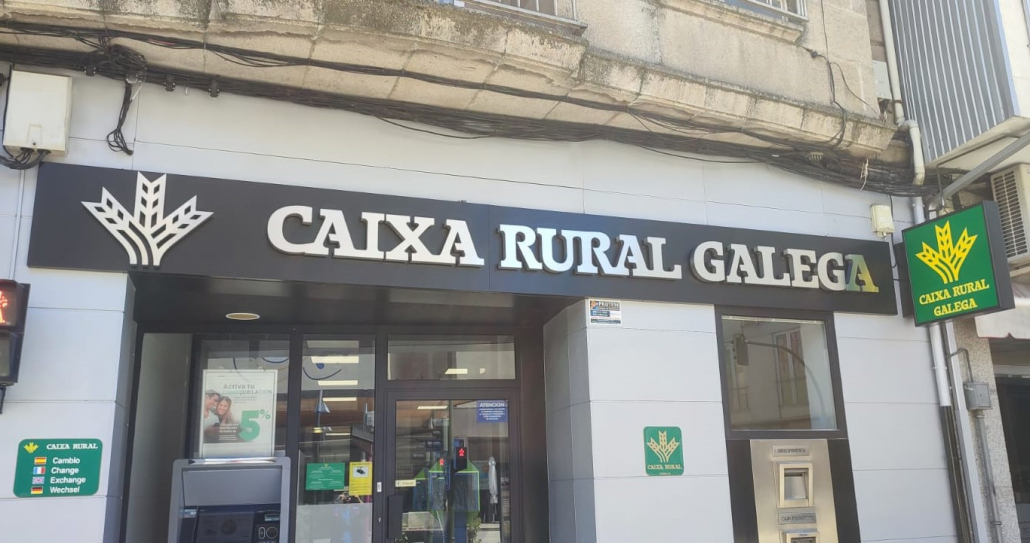 CAIXA RURAL GALEGA
CAIXA RURAL
GALEGA
ACTIVA TU
5%
ATENCION
CAIXA RURAL
Cambio
Change
Exchange
Wechsel
CAIXA RURAL